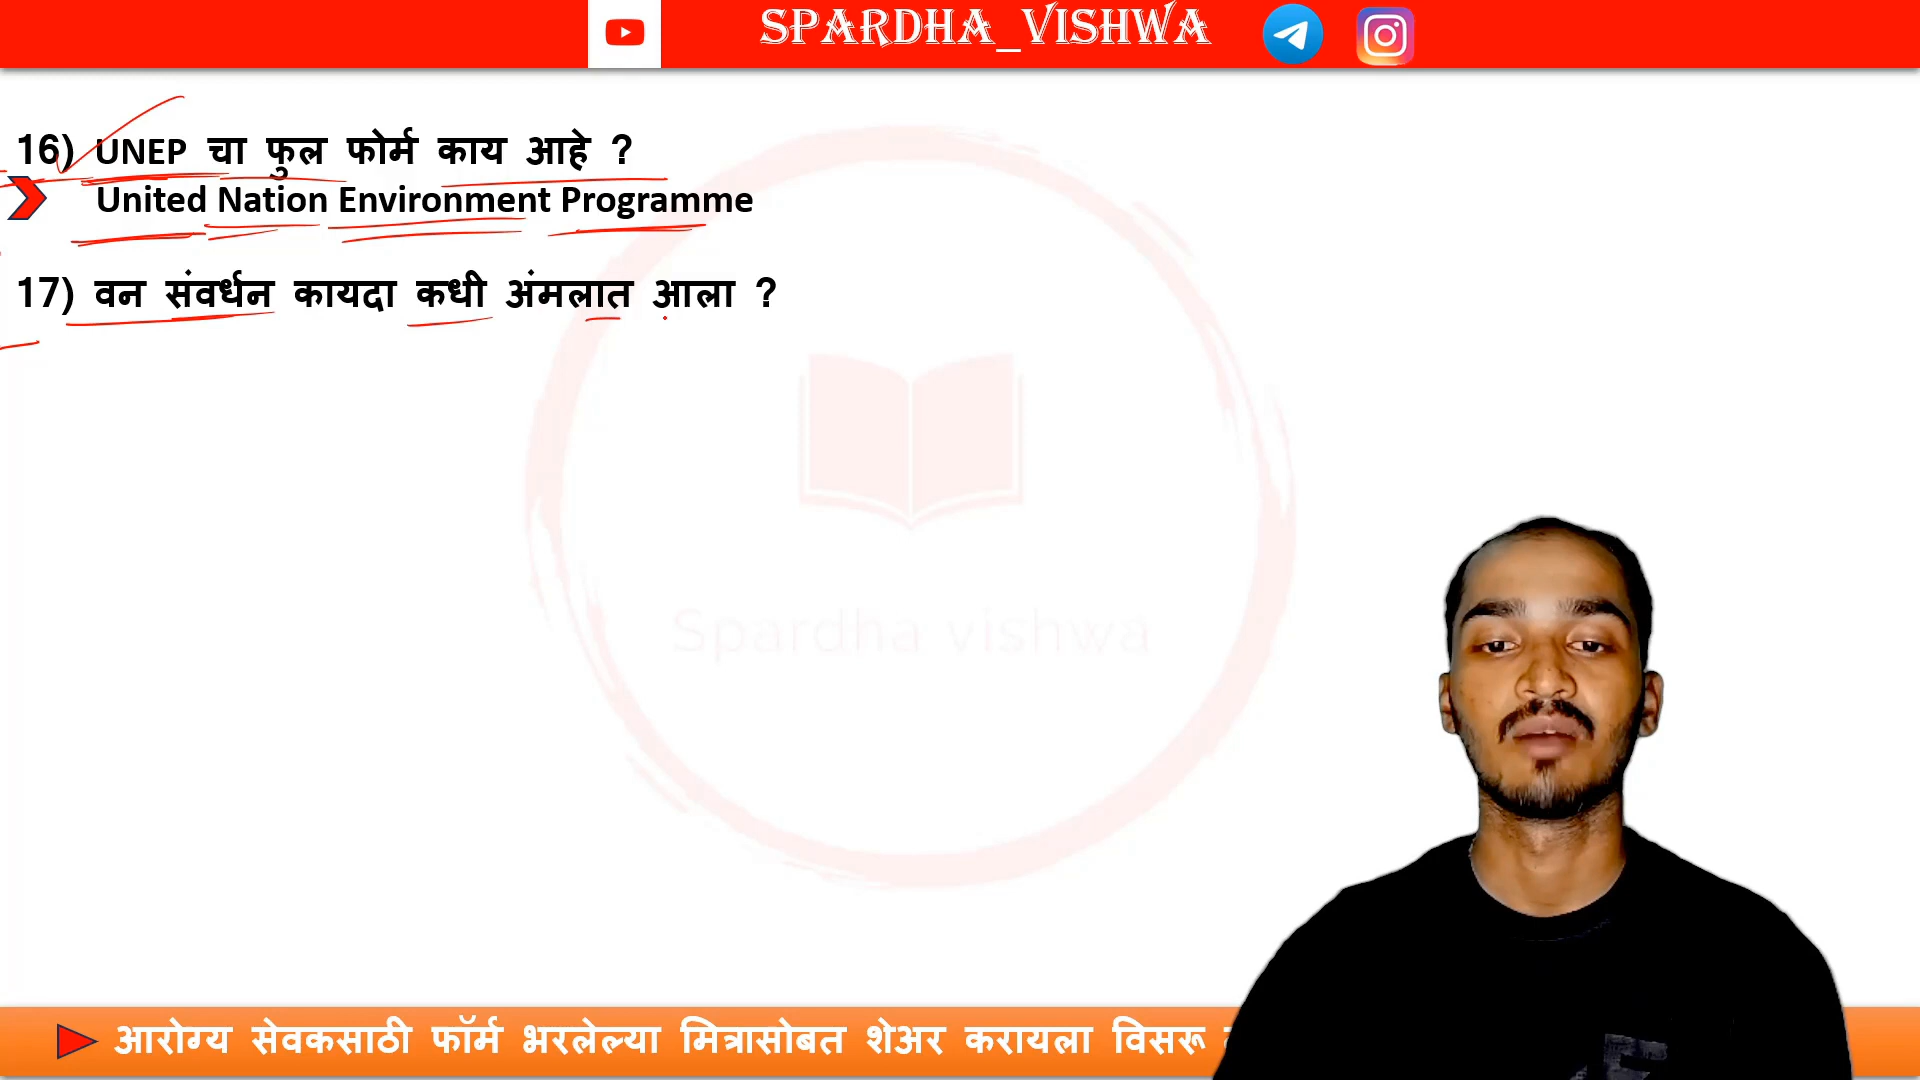 SPARDHA_VISHWA
16) UNEP चा फुल फोर्म काय आहे ?
United Nation Environment Programme
17) वन संवर्धन कायदा कधी अंमलात आला ?
Spardha vishwa
आरोग्य सेवकसाठी फॉर्म भरलेल्या मित्रासोबत शेअर करायला विसरू